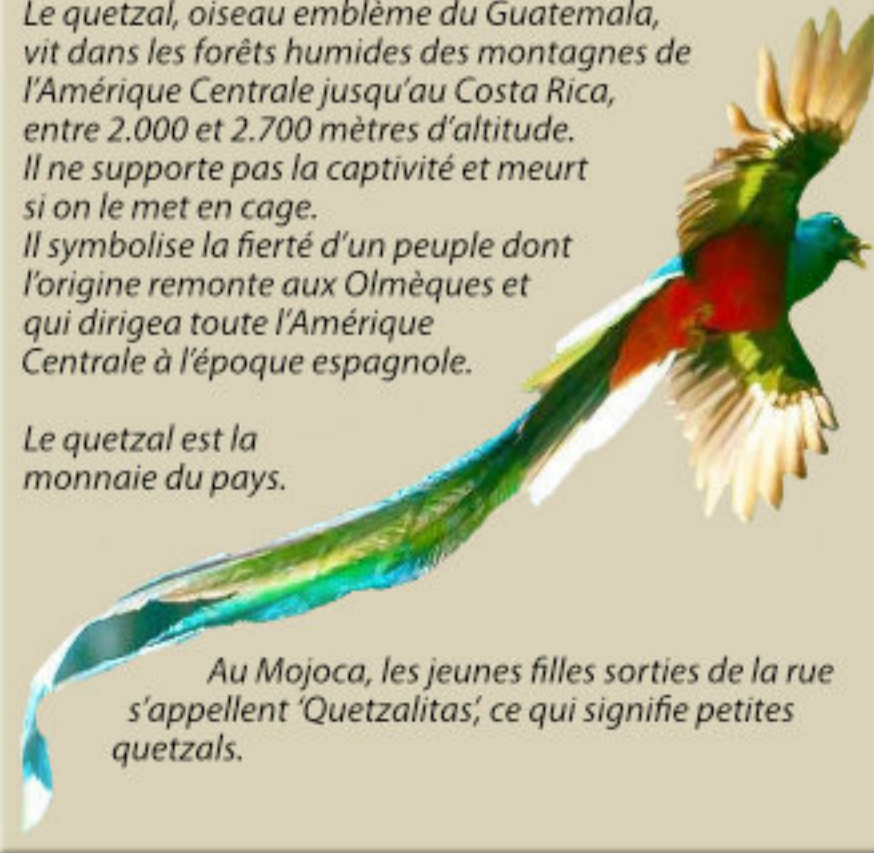 Le quetzal, oiseau emblème du Guatemala,
vit dans les forêts humides des montagnes de
l'Amérique Centrale jusqu'au Costa Rica,
entre 2.000 et 2.700 mètres d'altitude.
Il ne supporte pas la captivité et meurt
si on le met en cage.
Il symbolise la fierté d'un peuple dont
l'origine remonte aux Olmèques et
qui dirigea toute l'Amérique
Centrale à l'époque espagnole.
Le quetzal est la
monnaie du pays.
Au Mojoca, les jeunes filles sorties de la rue
s'appellent 'Quetzalitas', ce qui signifie petites
quetzals.